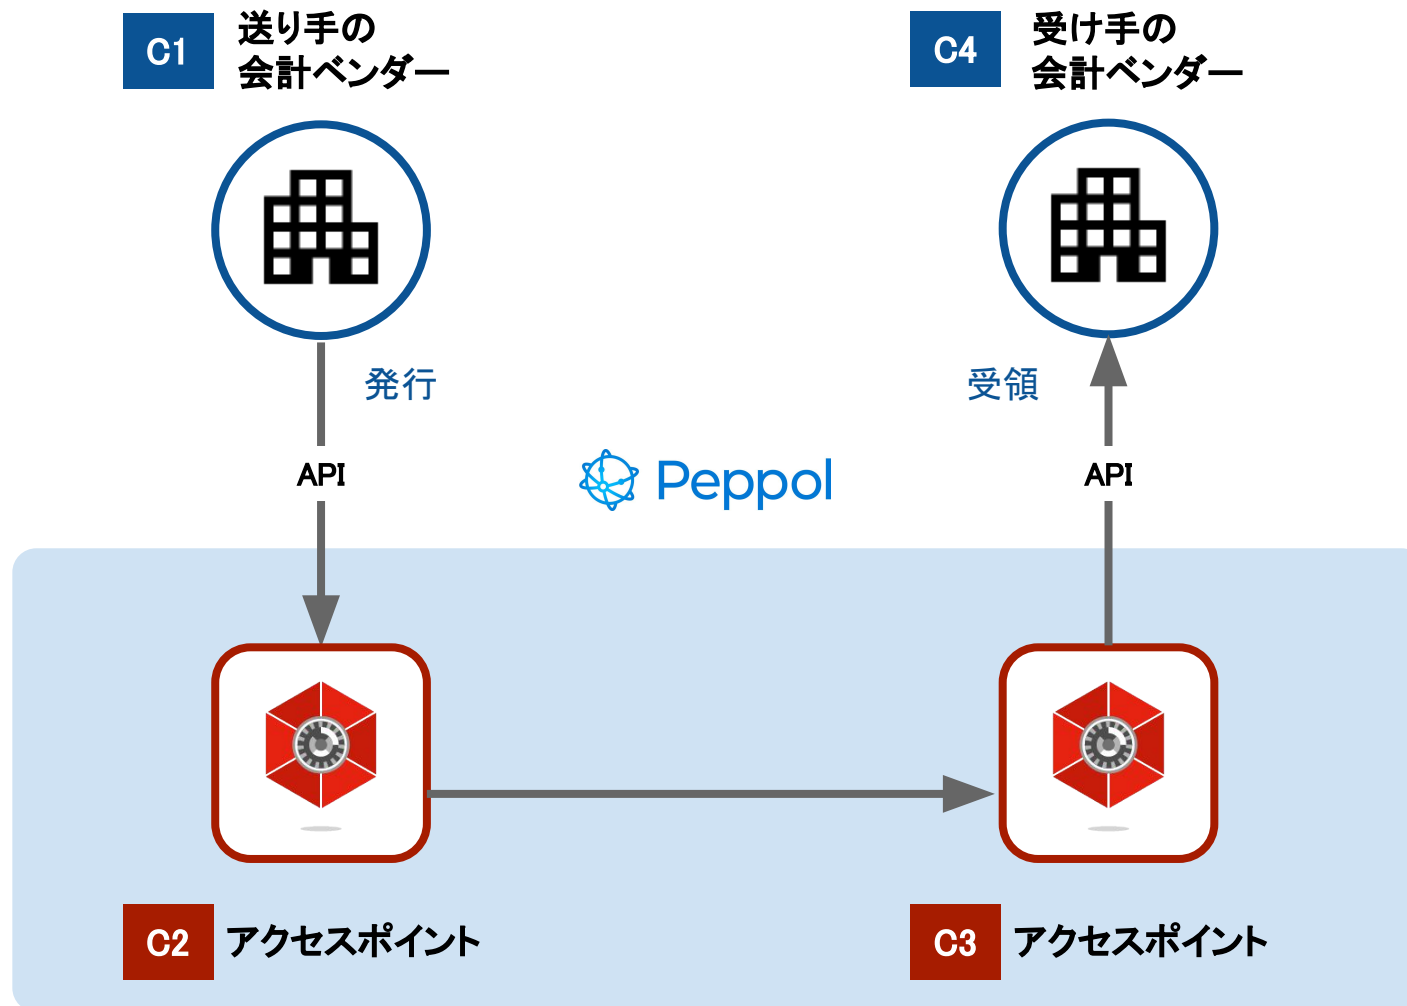 C1
送り手の
会計ベンダー
C4
受け手の
会計ベンダー
発行
受領
API
Peppol
API
C2
アクセスポイント
C3
アクセスポイント